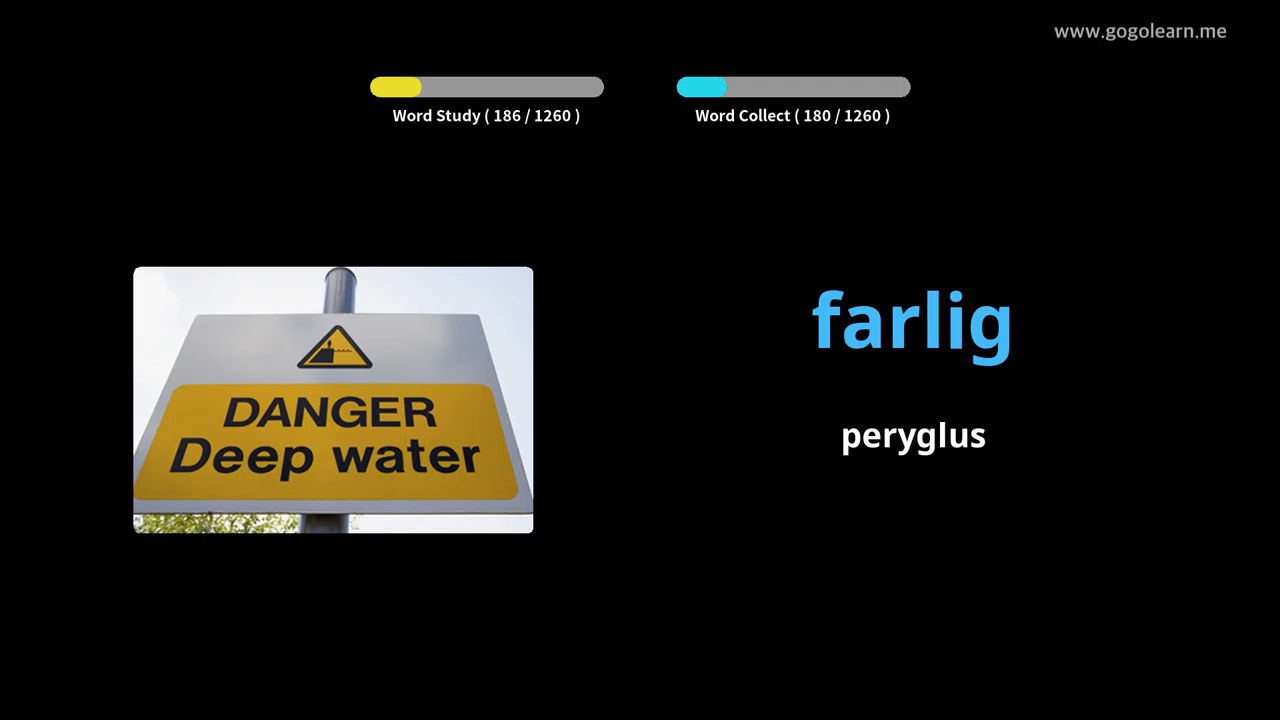 www.gogolearn.me
Word Study ( 186 / 1260 )
Word Collect ( 180 / 1260 )
DANGER
Deep water
farlig
peryglus